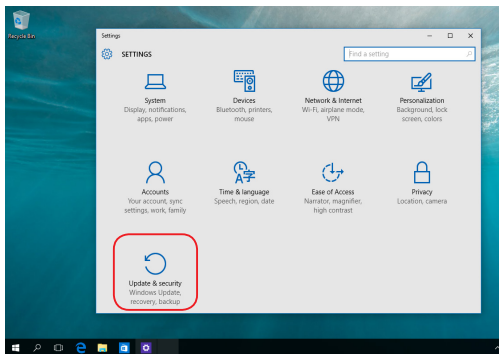 Recycle Bin
Settings
SETTINGS
Find a setting
System
Display, notifications,
apps, power
Devices
Bluetooth, printers,
mouse
Network & Internet
Wi-Fi, airplane mode,
VPN
Personalization
Background, lock
screen, colors
Accounts
Your account, sync
settings, work, family
Time & language
Speech, region, date
Ease of Access
Narrator, magnifier,
high contrast
Privacy
Location, camera
Update & security
Windows Update,
recovery, backup